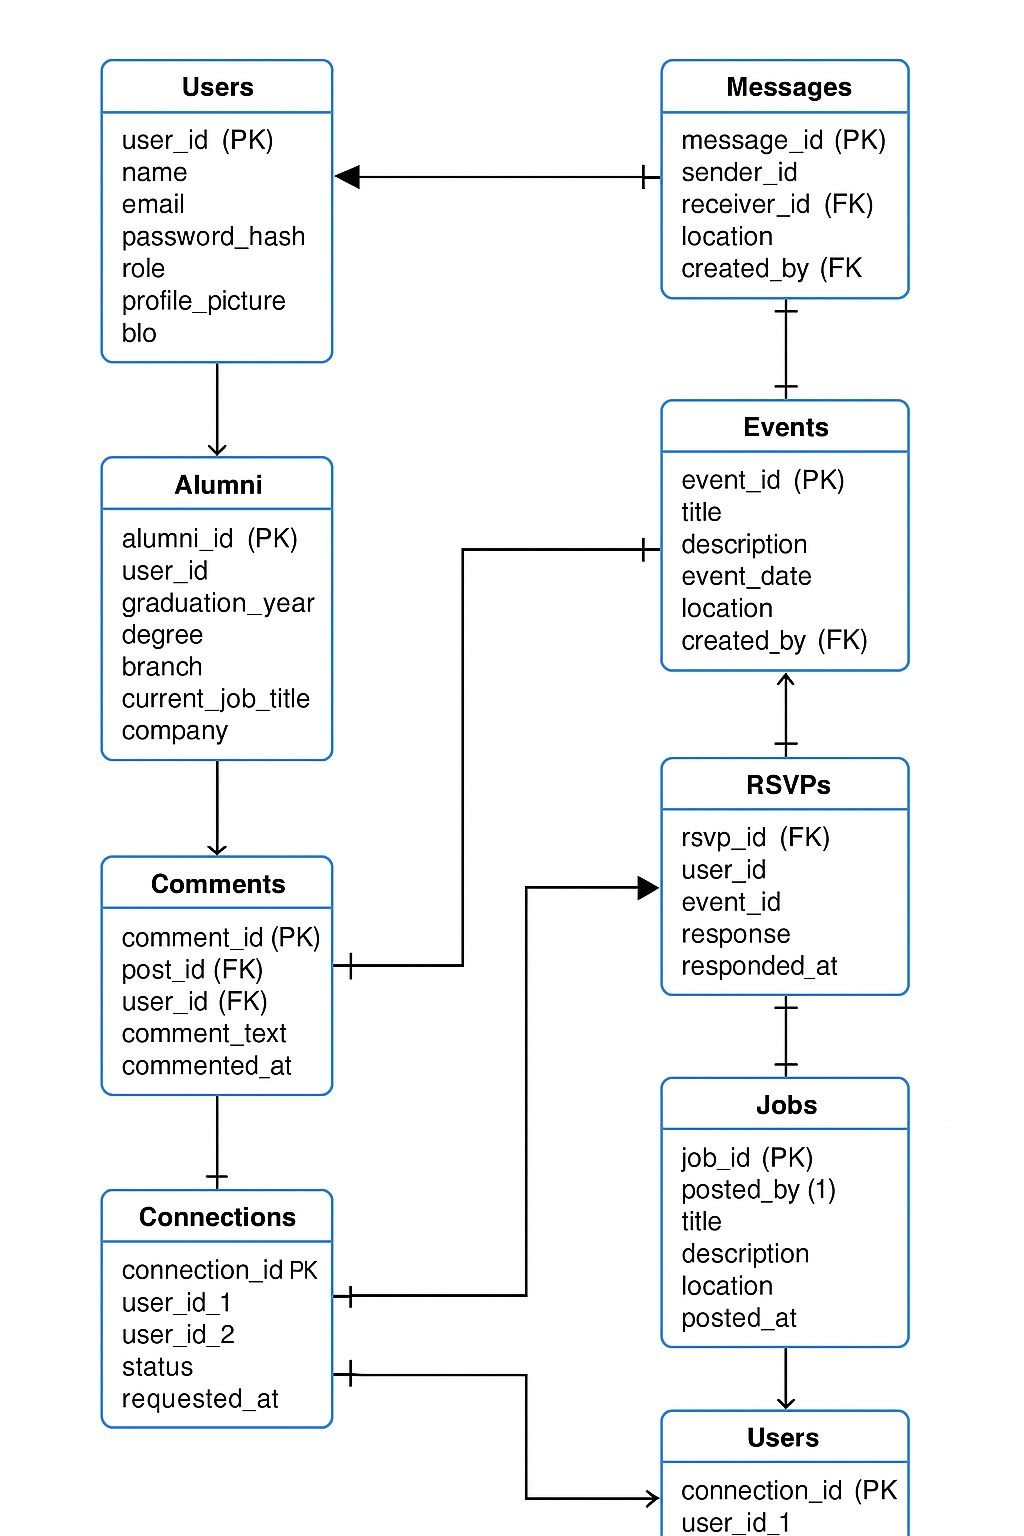 Users
user_id (PK)
name
email
password_hash
role
profile_picture
blo
Alumni
alumni_id (PK)
user_id
graduation_year
degree
branch
current_job_title
company
Comments
comment_id (PK)
post_id (FK)
user_id (FK)
comment_text
commented_at
Connections
connection_id PK
user_id_1
user_id_2
status
requested_at
Messages
message_id (PK)
sender_id
receiver_id (FK)
location
created_by (FK
Events
event_id (PK)
title
description
event_date
location
created_by (FK)
RSVPs
rsvp_id (FK)
user_id
event_id
response
responded_at
Jobs
job_id (PK)
posted_by (1)
title
description
location
posted_at
Users
connection_id (PK
user_id_1